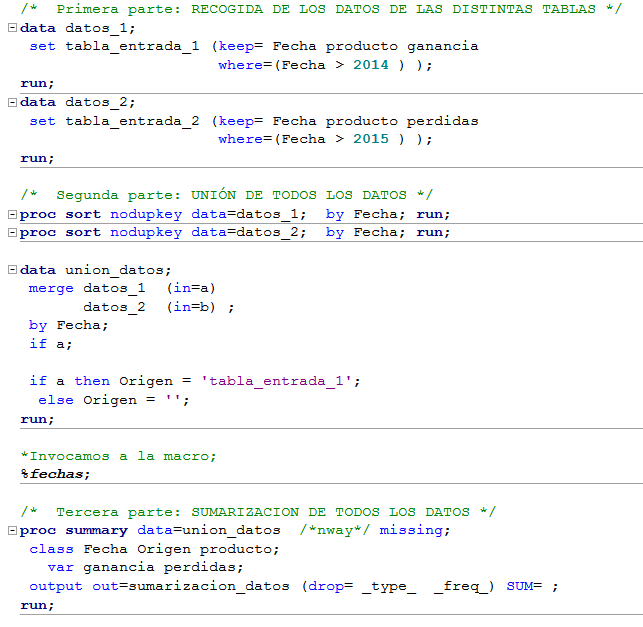 /*  Primera parte: RECOGIDA DE LOS DATOS DE LAS DISTINTAS TABLAS */
data datos_1;
 set tabla_entrada_1 (keep= Fecha producto ganancia
                      where=(Fecha > 2014 ) );
run;
data datos_2;
 set tabla_entrada_2 (keep= Fecha producto perdidas
                      where=(Fecha > 2015 ) );
run;
/*  Segunda parte: UNIÓN DE TODOS LOS DATOS */
proc sort nodupkey data=datos_1;  by Fecha; run;
proc sort nodupkey data=datos_2;  by Fecha; run;
data union_datos;
 merge datos_1  (in=a)
       datos_2  (in=b) ;
 by Fecha;
 if a;
 if a then Origen = 'tabla_entrada_1';
  else Origen = '';
run;
*Invocamos a la macro;
%fechas;
/*  Tercera parte: SUMARIZACION DE TODOS LOS DATOS */
proc summary data=union_datos  /*nway*/ missing;
 class Fecha Origen producto;
   var ganancia perdidas;
 output out=sumarizacion_datos (drop= _type_  _freq_) SUM= ;
run;